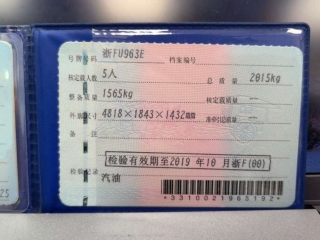 号牌号码 浙FU963E 档案编号
核定载人数 5人 总质量 2015kg
整备质量 1565kg 核定载质量 --
外廓尺寸 4818×1843×1432mm 准牵引总质量 --
备注
检验有效期至2019年10月浙F(00)
检验记录 汽油
*3310021985192*